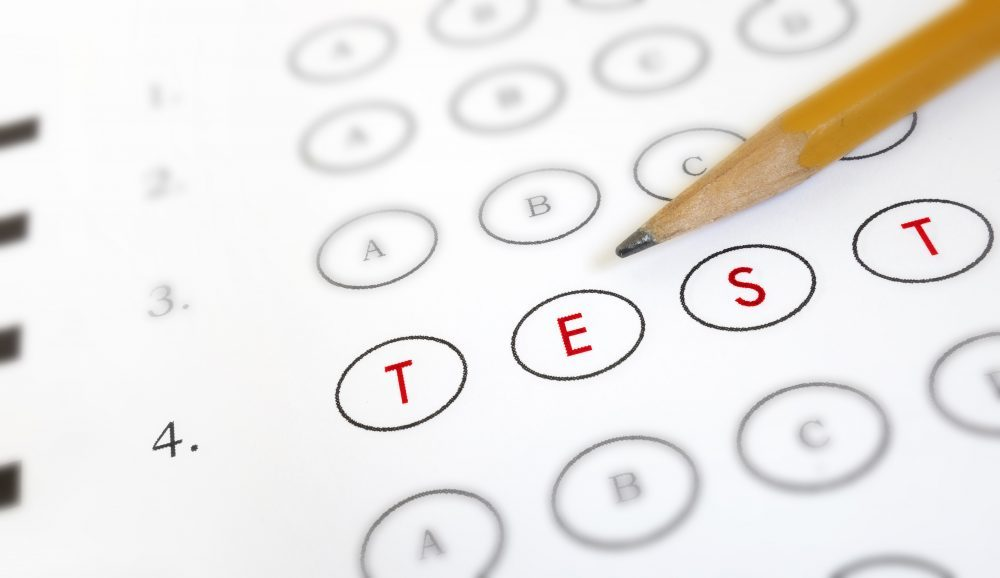 1. A B
2. A B C D
3. A B C
4. T E S T
A B C